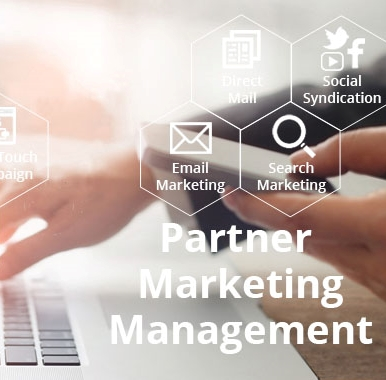 Direct
Mail
Social
Syndication
Touch
paign
Email
Marketing
Search
Marketing
Partner
Marketing
Management